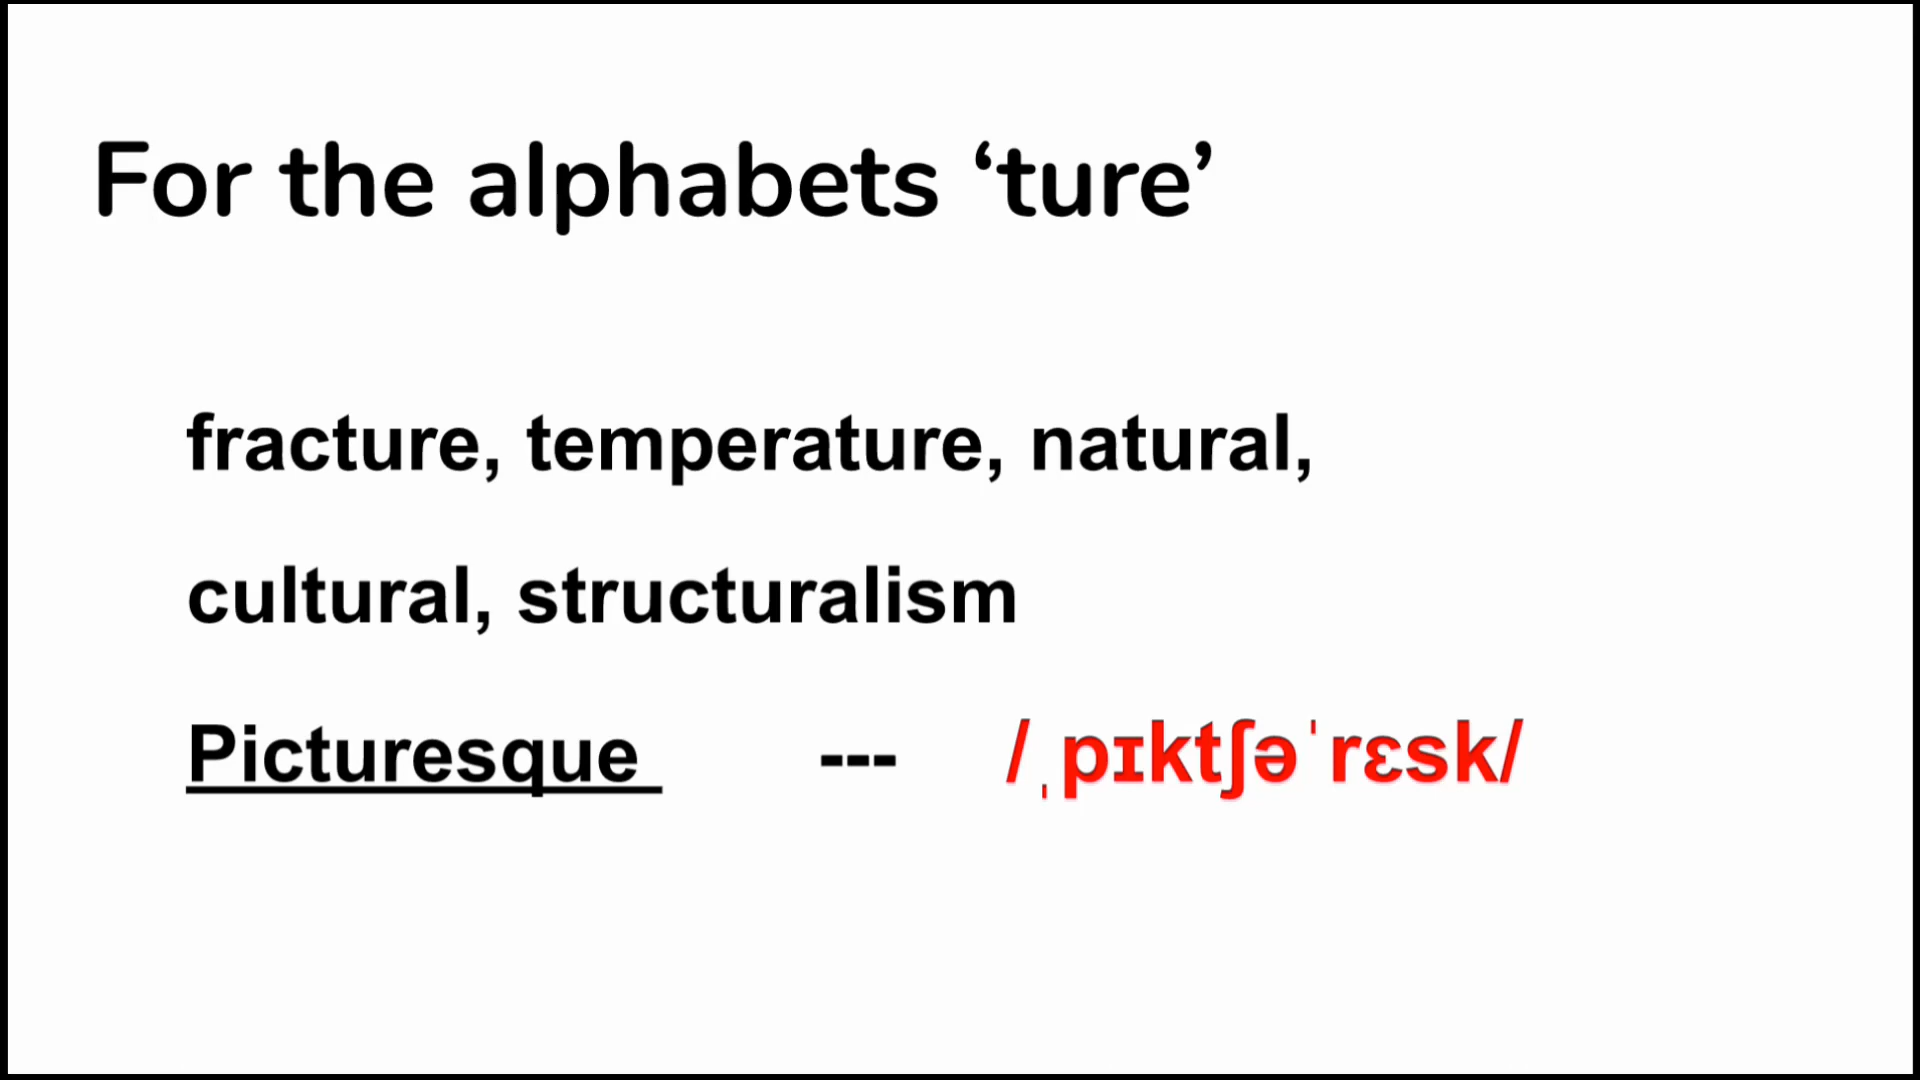 For the alphabets ‘ture’
fracture, temperature, natural,
cultural, structuralism
Picturesque --- /ˌpɪktʃəˈrɛsk/